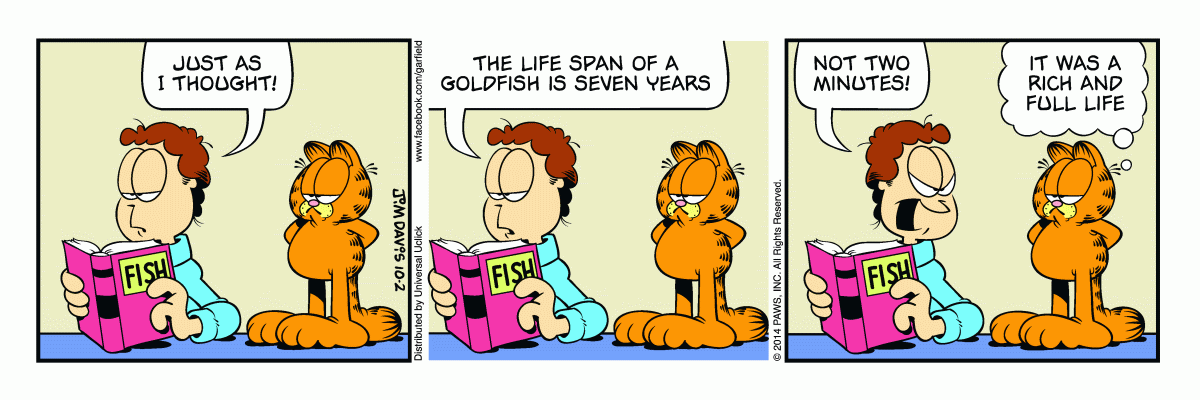 JUST AS
I THOUGHT!
FISH
JIM DAVIS 10·2
Distributed by Universal Uclick
www.facebook.com/garfield
THE LIFE SPAN OF A
GOLDFISH IS SEVEN YEARS
FISH
© 2014 PAWS, INC. All Rights Reserved.
NOT TWO
MINUTES!
IT WAS A
RICH AND
FULL LIFE
FISH